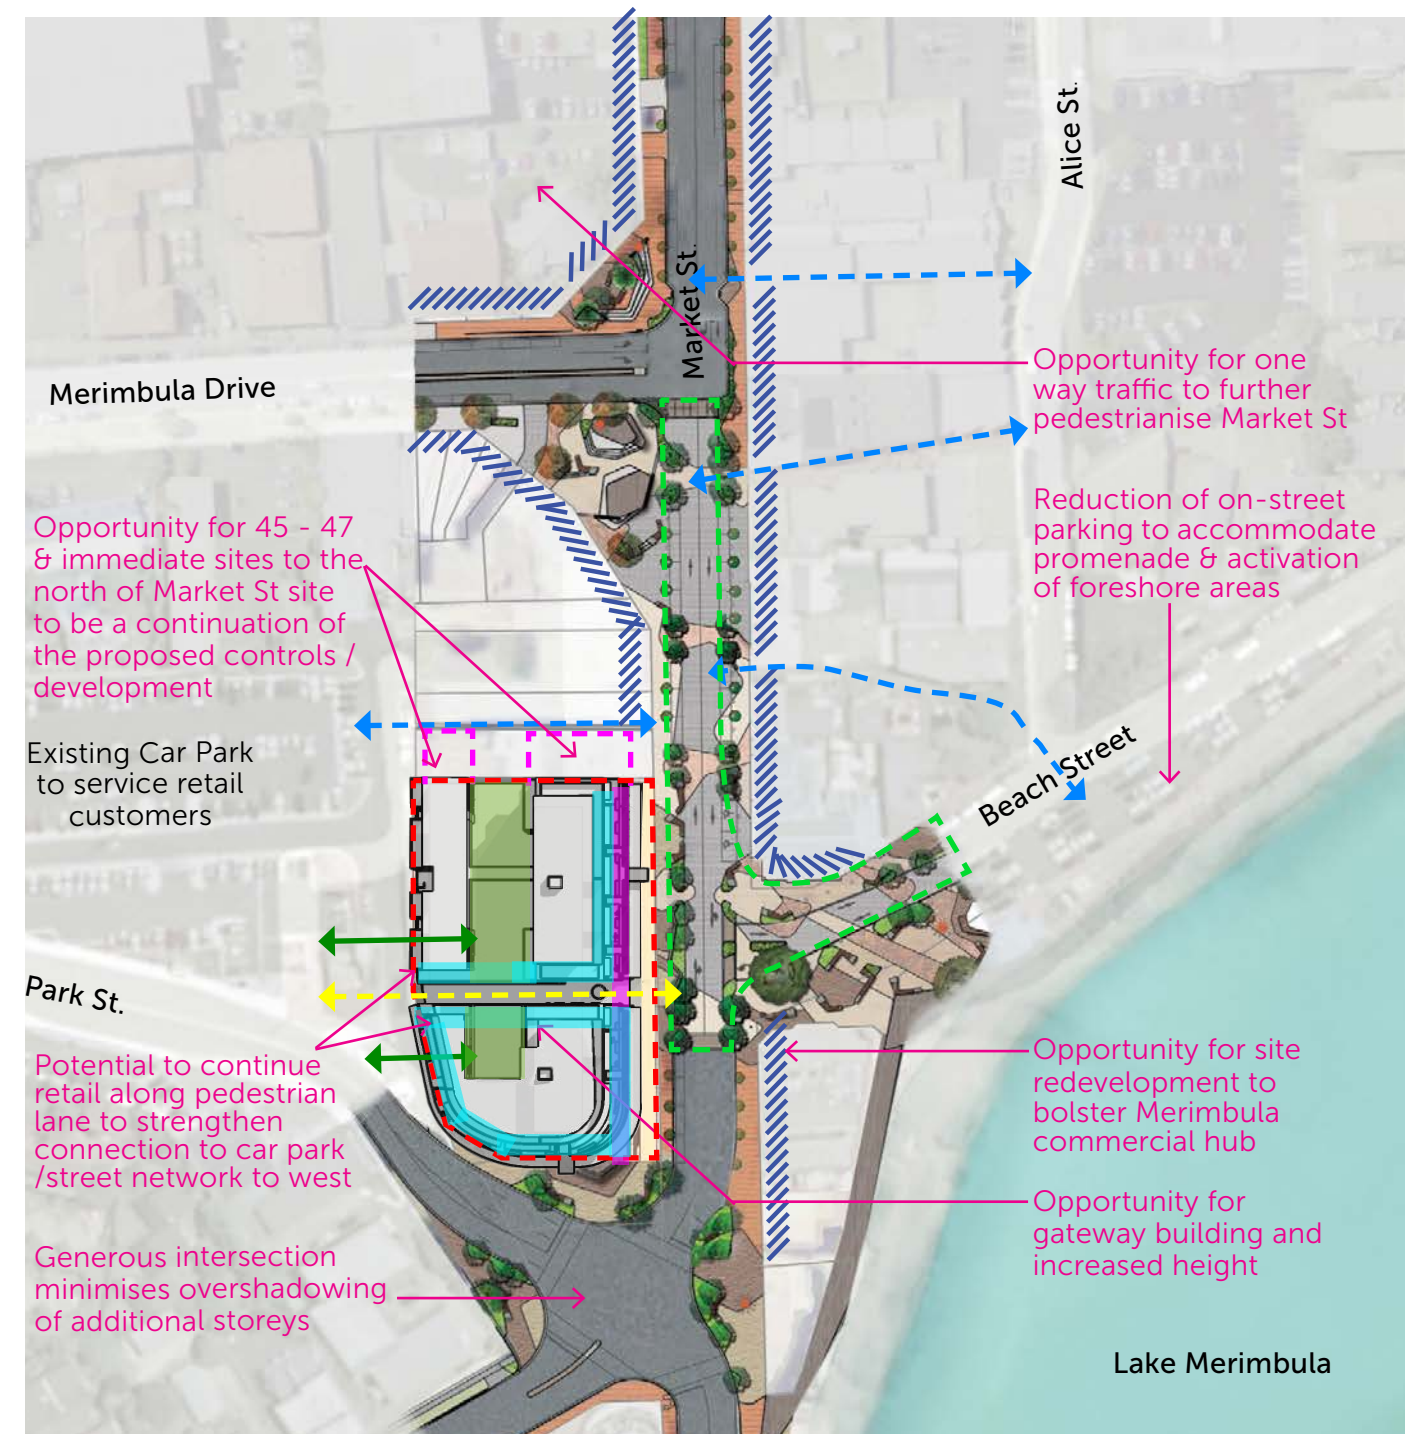 Alice St.
Market St.
Merimbula Drive
Opportunity for one
way traffic to further
pedestrianise Market St
Reduction of on-street
parking to accommodate
promenade & activation
of foreshore areas
Opportunity for 45 - 47
& immediate sites to the
north of Market St site
to be a continuation of
the proposed controls /
development
Existing Car Park
to service retail
customers
Beach Street
Park St.
Potential to continue
retail along pedestrian
lane to strengthen
connection to car park
/street network to west
Opportunity for site
redevelopment to
bolster Merimbula
commercial hub
Opportunity for
gateway building and
increased height
Generous intersection
minimises overshadowing
of additional storeys
Lake Merimbula